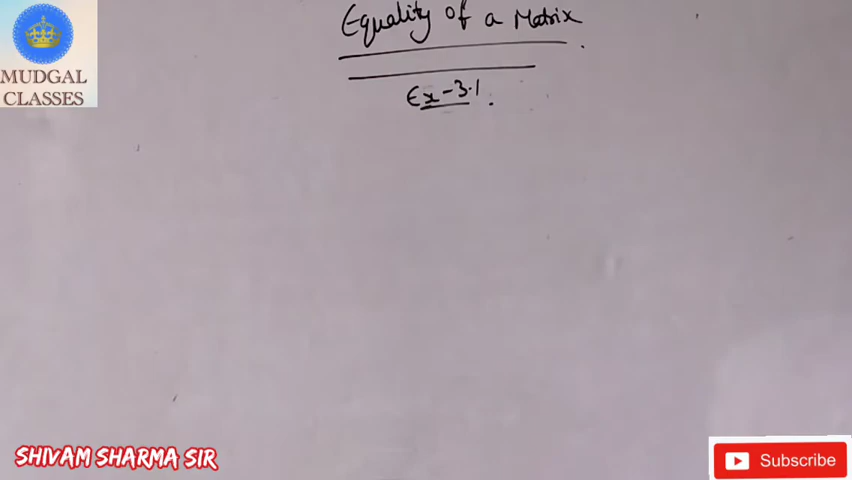 Equality of a Matrix.
Ex-3.1.
MUDGAL
CLASSES
SHIVAM SHARMA SIR
Subscribe